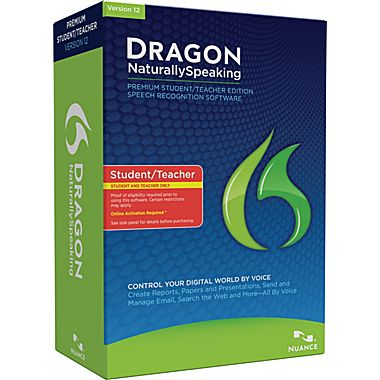 Version 12
PREMIUM
STUDENT/TEACHER
VERSION 12
DRAGON
NaturallySpeaking
PREMIUM STUDENT/TEACHER EDITION
SPEECH RECOGNITION SOFTWARE
DRAGON
NaturallySpeaking
Student/Teacher
STUDENT AND TEACHER ONLY
Proof of eligibility required prior to
using this software. Certain restrictions
may apply.
Online Activation Required *
See side panel for details before purchasing.
CONTROL YOUR DIGITAL WORLD BY VOICE
Create Reports, Papers and Presentations, Send and
Manage Email, Search the Web and More—All By Voice
NUANCE